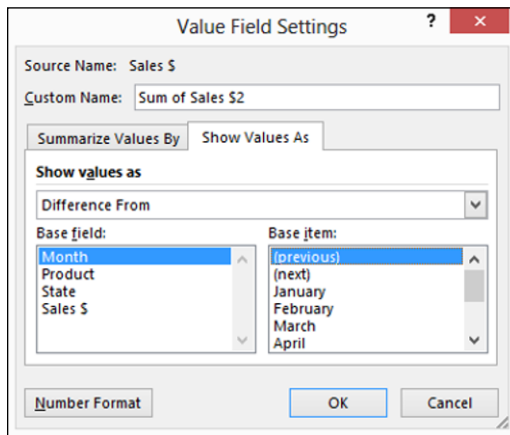 Value Field Settings ? ×
Source Name: Sales $
Custom Name: Sum of Sales $2
Summarize Values By Show Values As
Show values as
Difference From
Base field: Base item:
Month (previous)
Product (next)
State January
Sales $ February
March
April
Number Format OK Cancel